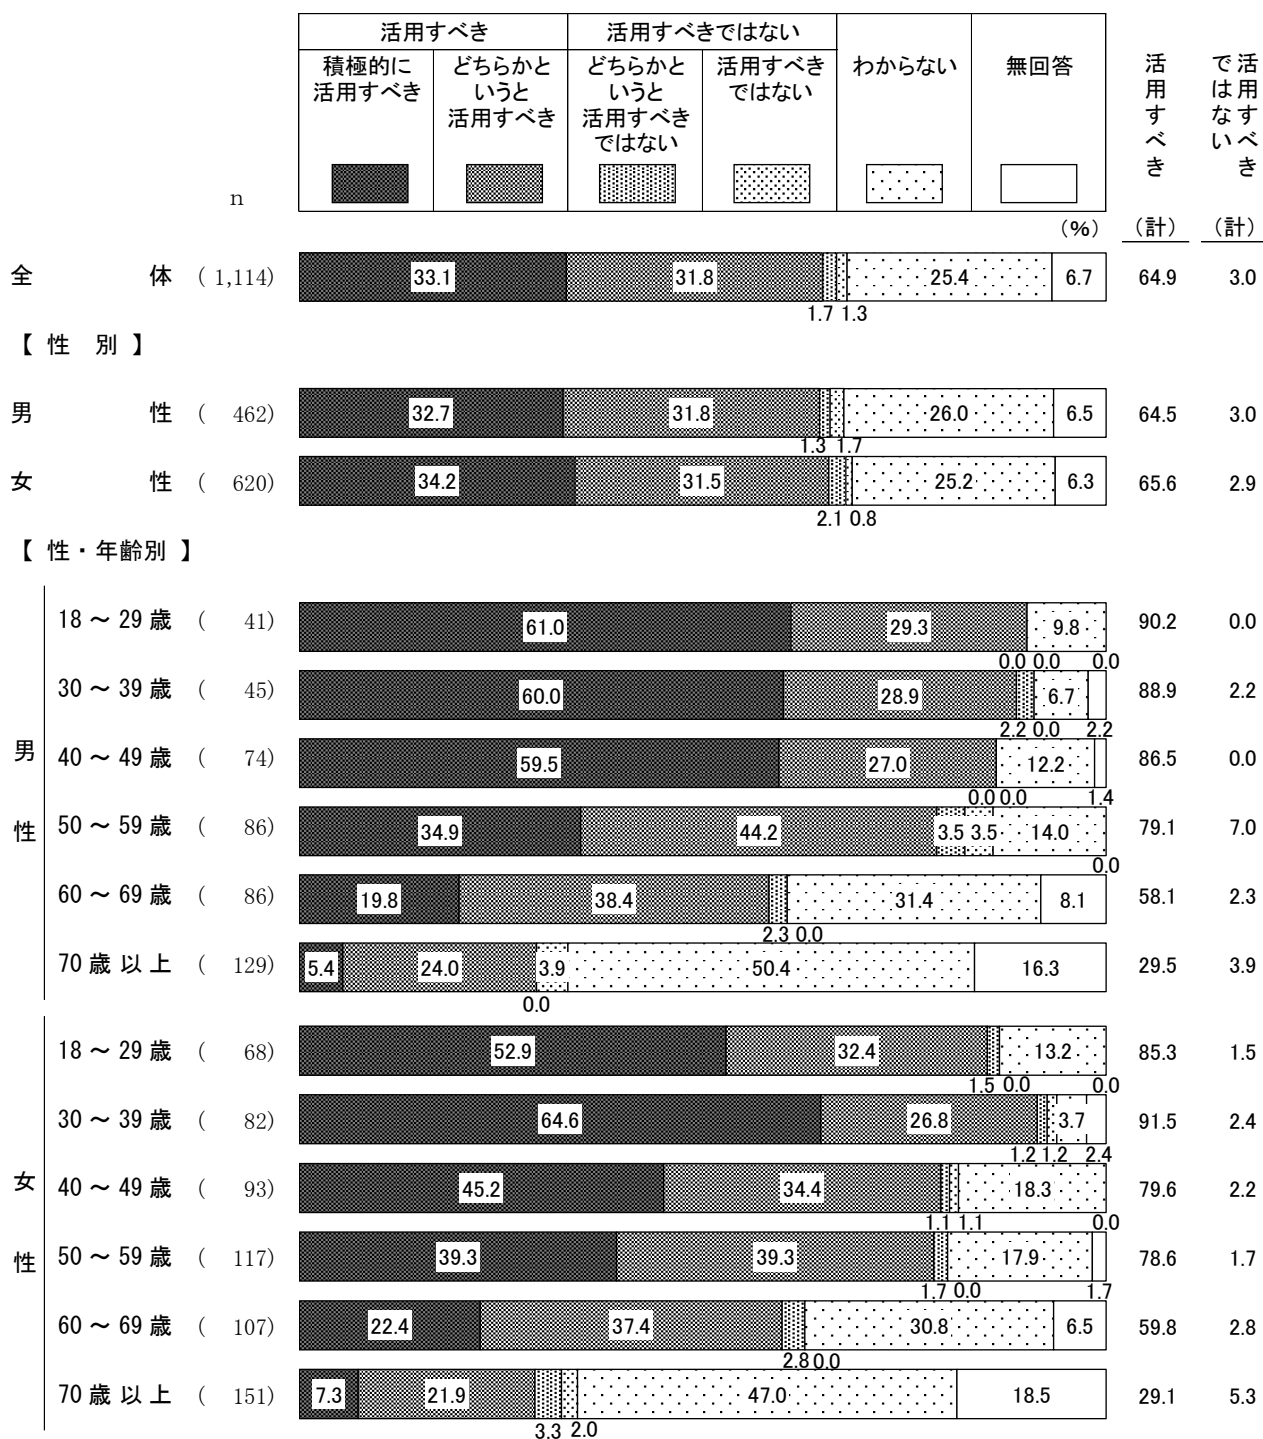 活用すべき 活用すべきではない
積極的に活用すべき どちらかというと活用すべき どちらかというと活用すべきではない 活用すべきではない わからない 無回答 活用すべき 活用すべきではない
n
(%) (計) (計)
全体 (1,114) 33.1 31.8 25.4 6.7 64.9 3.0
1.7 1.3
【 性 別 】
男性 ( 462) 32.7 31.8 26.0 6.5 64.5 3.0
1.3 1.7
女性 ( 620) 34.2 31.5 25.2 6.3 65.6 2.9
2.1 0.8
【 性・年齢別 】
男性
18～29歳 ( 41) 61.0 29.3 9.8 90.2 0.0
0.0 0.0 0.0
30～39歳 ( 45) 60.0 28.9 6.7 88.9 2.2
2.2 0.0 2.2
40～49歳 ( 74) 59.5 27.0 12.2 86.5 0.0
0.0 0.0 1.4
50～59歳 ( 86) 34.9 44.2 3.5 3.5 14.0 79.1 7.0
0.0
60～69歳 ( 86) 19.8 38.4 31.4 8.1 58.1 2.3
2.3 0.0
70歳以上 ( 129) 5.4 24.0 3.9 50.4 16.3 29.5 3.9
0.0
女性
18～29歳 ( 68) 52.9 32.4 13.2 85.3 1.5
1.5 0.0 0.0
30～39歳 ( 82) 64.6 26.8 3.7 91.5 2.4
1.2 1.2 2.4
40～49歳 ( 93) 45.2 34.4 18.3 79.6 2.2
1.1 1.1 0.0
50～59歳 ( 117) 39.3 39.3 17.9 78.6 1.7
1.7 0.0 1.7
60～69歳 ( 107) 22.4 37.4 30.8 6.5 59.8 2.8
2.8 0.0
70歳以上 ( 151) 7.3 21.9 47.0 18.5 29.1 5.3
3.3 2.0